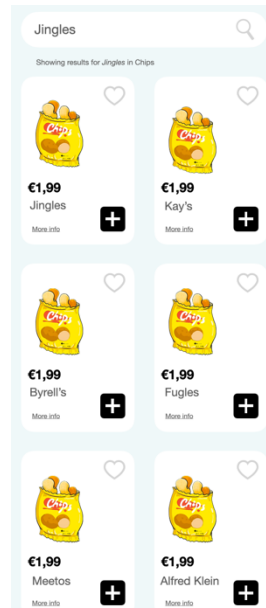 Jingles
Showing results for Jingles in Chips
Chips
Chips
€1,99
€1,99
Jingles
Kay's
More info
More info
Chips
Chips
€1,99
€1,99
Byrell's
Fugles
More info
More info
Chips
Chips
€1,99
€1,99
Meetos
Alfred Klein
More info
More info